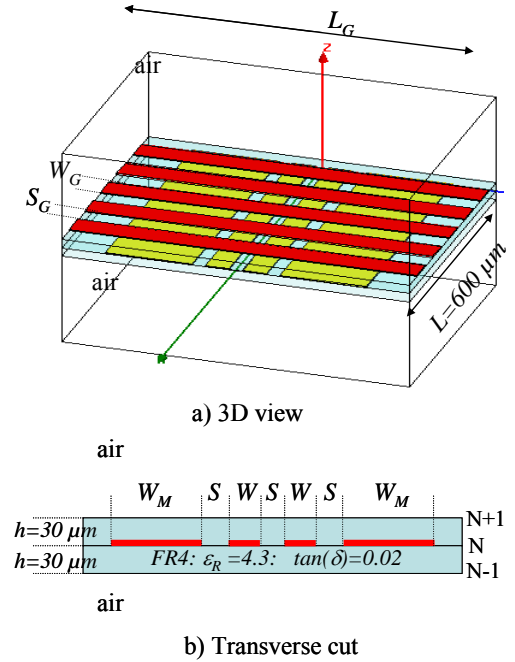 L_G
air
z
W_G
S_G
air
L=600 μm
a) 3D view
air
W_M S W S W S W_M
N+1
h=30 μm
N
h=30 μm
FR4: ε_R =4.3: tan(δ)=0.02
N-1
air
b) Transverse cut